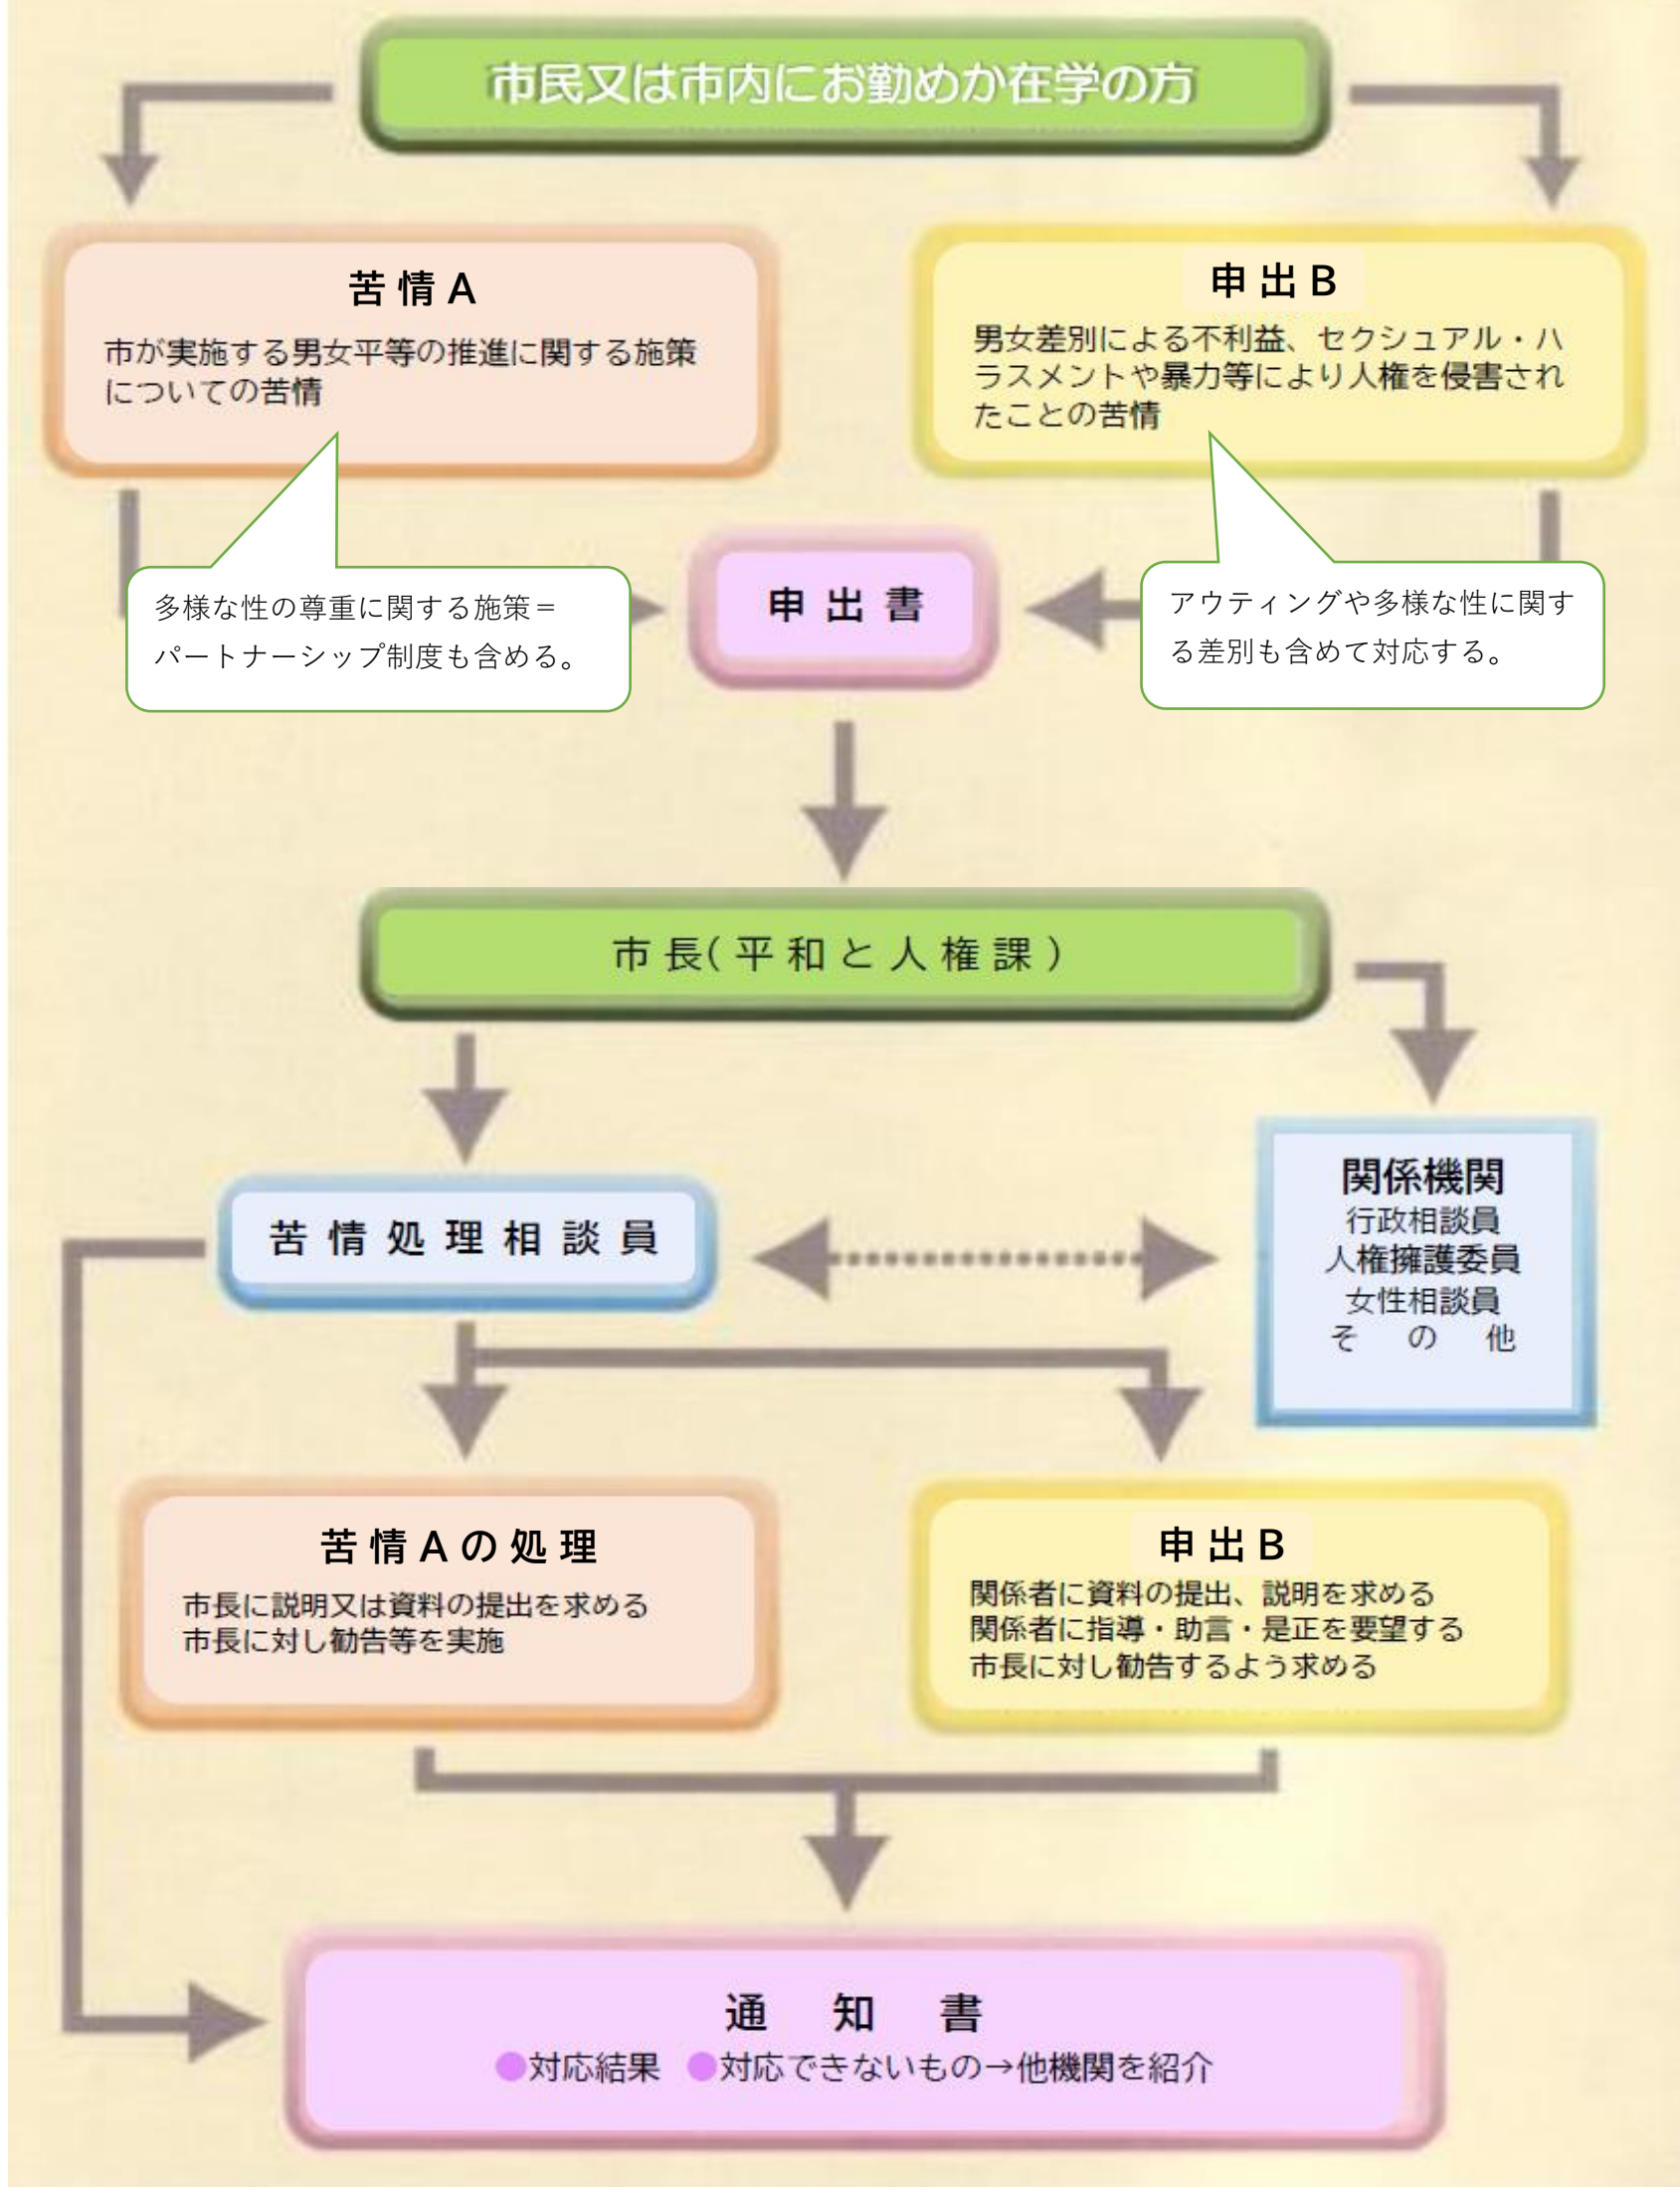 市民又は市内にお勤めか在学の方
苦情A
市が実施する男女平等の推進に関する施策
についての苦情
申出B
男女差別による不利益、セクシュアル・ハ
ラスメントや暴力等により人権を侵害され
たことの苦情
多様な性の尊重に関する施策＝
パートナーシップ制度も含める。
申出書
アウティングや多様な性に関す
る差別も含めて対応する。
市長(平和と人権課)
苦情処理相談員
関係機関
行政相談員
人権擁護委員
女性相談員
その他
苦情Aの処理
市長に説明又は資料の提出を求める
市長に対し勧告等を実施
申出B
関係者に資料の提出、説明を求める
関係者に指導・助言・是正を要望する
市長に対し勧告するよう求める
通知書
●対応結果 ●対応できないもの→他機関を紹介